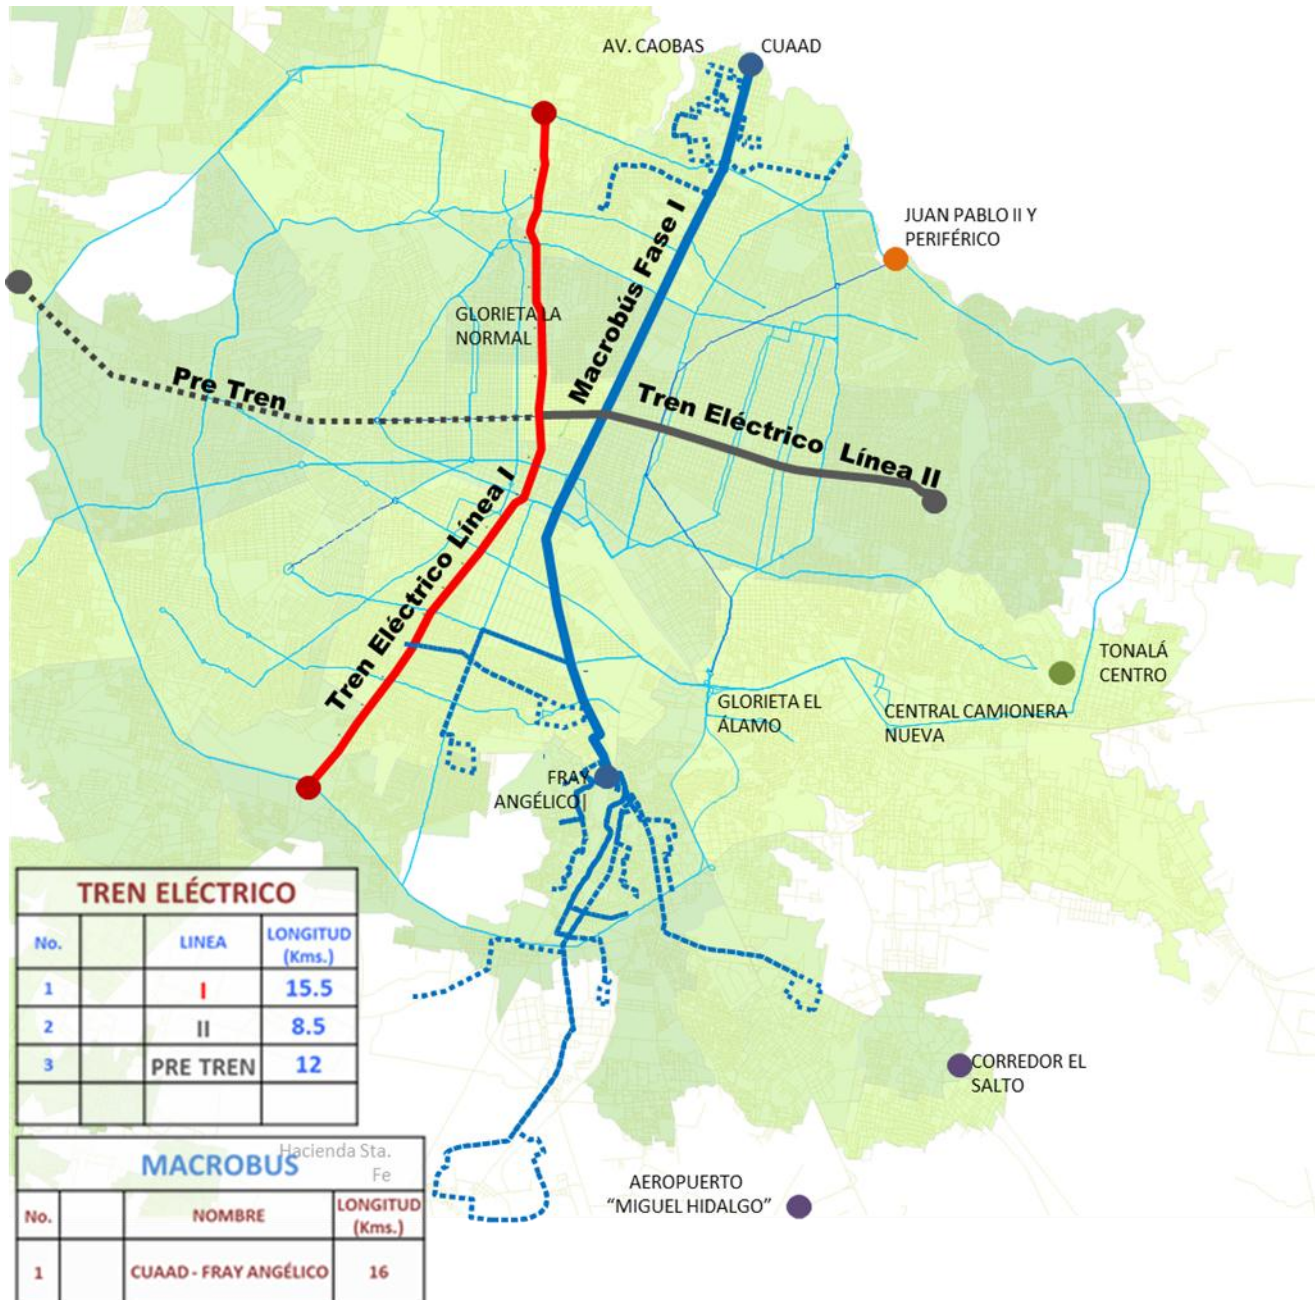 AV. CAOBAS
CUAAD
JUAN PABLO II Y
PERIFÉRICO
Macrobús Fase I
GLORIETA LA
NORMAL
Pre Tren
Tren Eléctrico Línea II
Tren Eléctrico Línea I
TONALÁ
CENTRO
GLORIETA EL
ÁLAMO
CENTRAL CAMIONERA
NUEVA
FRAY
ANGÉLICO|
TREN ELÉCTRICO
No. LINEA LONGITUD
(Kms.)
1 I 15.5
2 II 8.5
3 PRE TREN 12
CORREDOR EL
SALTO
Hacienda Sta.
Fe
MACROBUS
No. NOMBRE LONGITUD
(Kms.)
1 CUAAD - FRAY ANGÉLICO 16
AEROPUERTO
“MIGUEL HIDALGO”